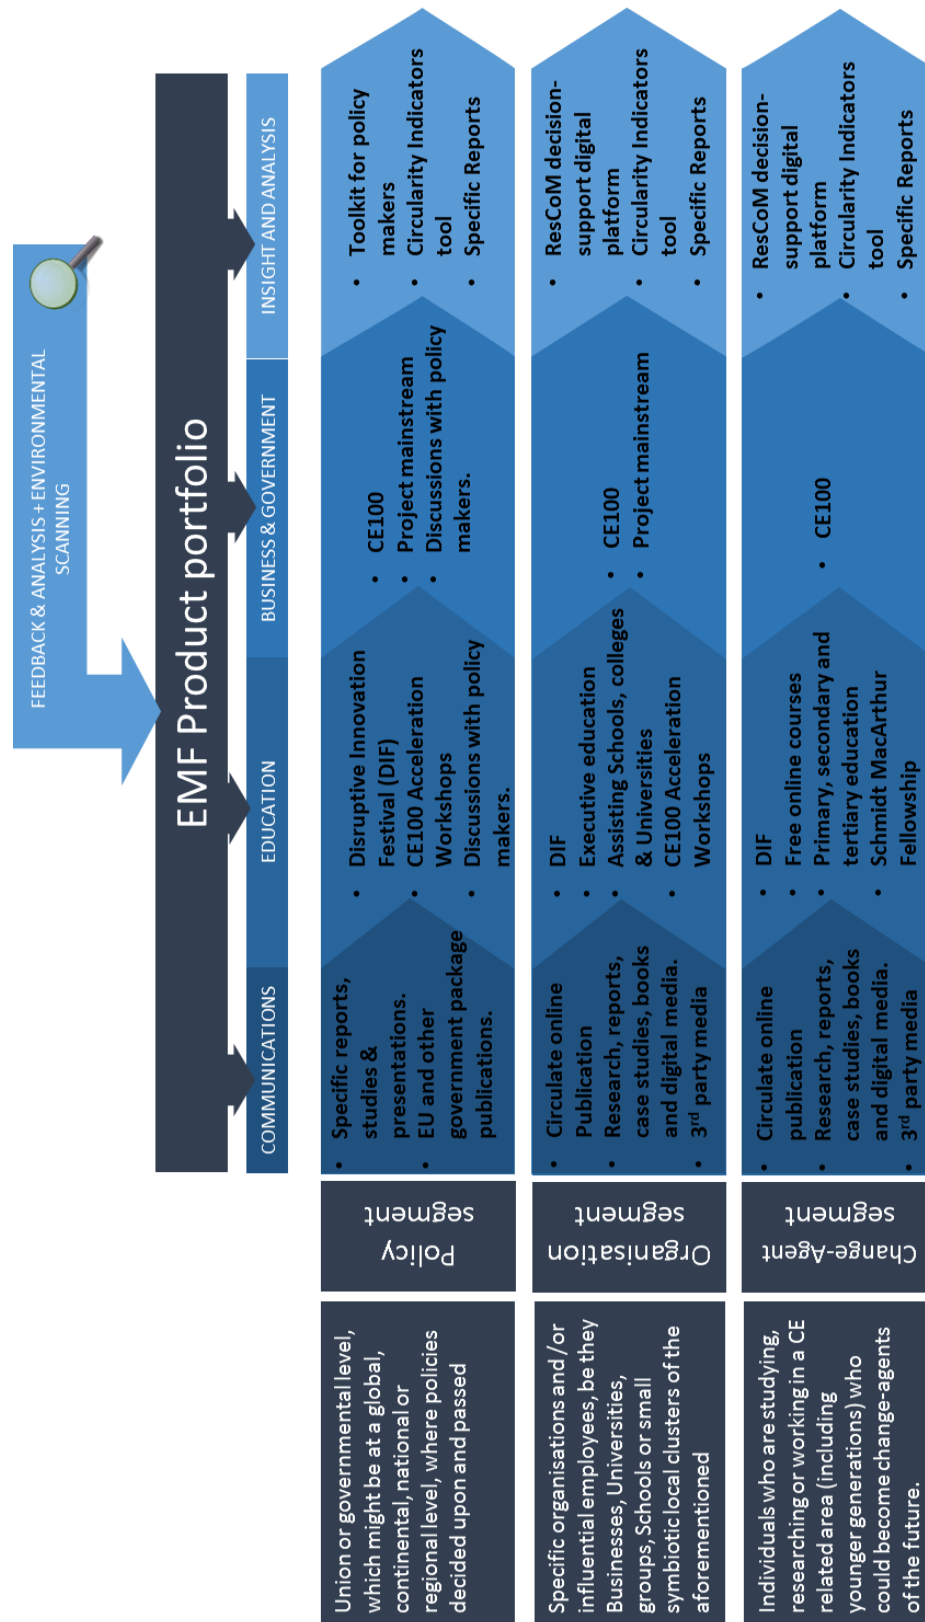 FEEDBACK & ANALYSIS + ENVIRONMENTAL
SCANNING
EMF Product portfolio
COMMUNICATIONS
EDUCATION
BUSINESS & GOVERNMENT
INSIGHT AND ANALYSIS
Union or governmental level,
which might be at a global,
continental, national or
regional level, where policies
decided upon and passed
Policy
segment
• Specific reports,
studies &
presentations.
• EU and other
government package
publications.
• Disruptive Innovation
Festival (DIF)
• CE100 Acceleration
Workshops
• Discussions with policy
makers.
• CE100
• Project mainstream
• Discussions with policy
makers.
• Toolkit for policy
makers
• Circularity Indicators
tool
• Specific Reports
Specific organisations and/or
influential employees, be they
Businesses, Universities,
groups, Schools or small
symbiotic local clusters of the
aforementioned
Organisation
segment
• Circulate online
Publication
• Research, reports,
case studies, books
and digital media.
• 3rd party media
• DIF
• Executive education
• Assisting Schools, colleges
& Universities
• CE100 Acceleration
Workshops
• CE100
• Project mainstream
• ResCoM decision-
support digital
platform
• Circularity Indicators
tool
• Specific Reports
Individuals who are studying,
researching or working in a CE
related area (including
younger generations) who
could become change-agents
of the future.
Change-Agent
segment
• Circulate online
publication
• Research, reports,
case studies, books
and digital media.
• 3rd party media
• DIF
• Free online courses
• Primary, secondary and
tertiary education
• Schmidt MacArthur
Fellowship
• CE100
• ResCoM decision-
support digital
platform
• Circularity Indicators
tool
• Specific Reports